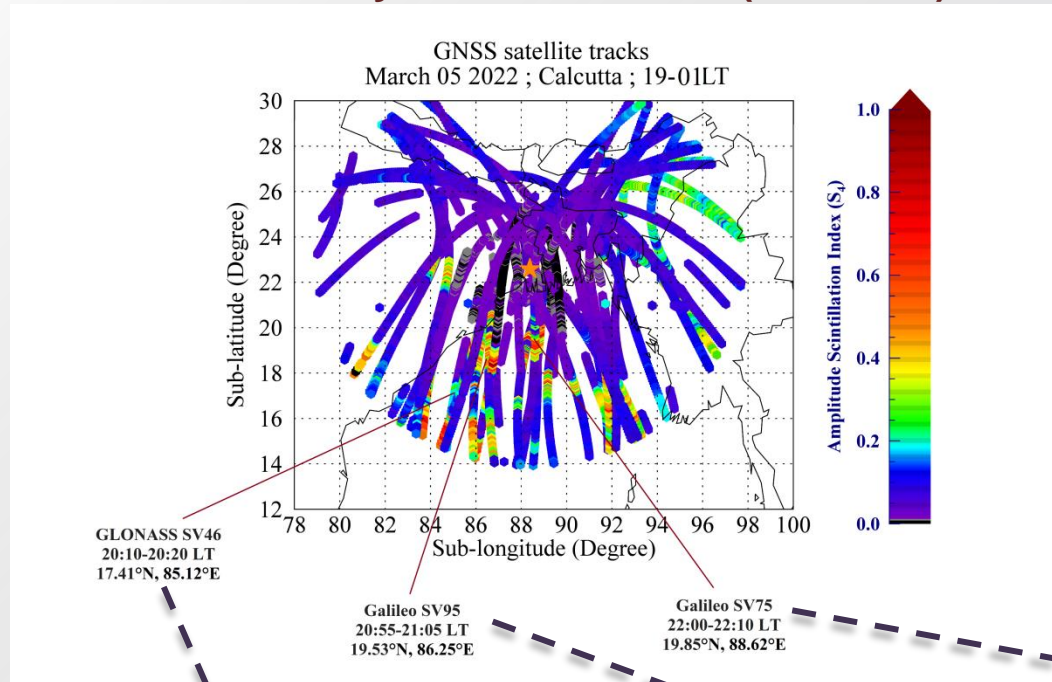 GNSS satellite tracks
March 05 2022 ; Calcutta ; 19-01LT
30
28
26
24
22
20
18
16
14
12
Sub-latitude (Degree)
78 80 82 84 86 88 90 92 94 96 98 100
Sub-longitude (Degree)
1.0
0.8
0.6
0.4
0.2
0.0
Amplitude Scintillation Index (S₄)
GLONASS SV46
20:10-20:20 LT
17.41°N, 85.12°E
Galileo SV95
20:55-21:05 LT
19.53°N, 86.25°E
Galileo SV75
22:00-22:10 LT
19.85°N, 88.62°E